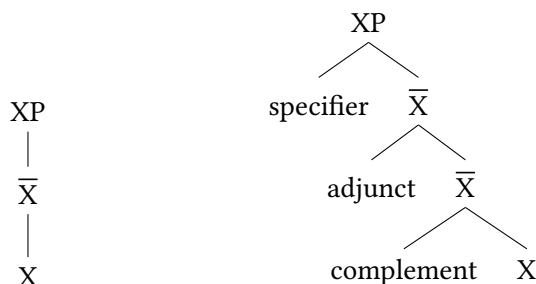 XP
specifier X̅
XP
adjunct X̅
X̅
complement X
X